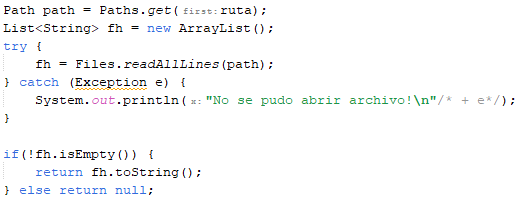 Path path = Paths.get( first: ruta);
List<String> fh = new ArrayList();
try {
    fh = Files.readAllLines(path);
} catch (Exception e) {
    System.out.println( x: "No se pudo abrir archivo!\n"/* + e*/);
}
if(!fh.isEmpty()) {
    return fh.toString();
} else return null;